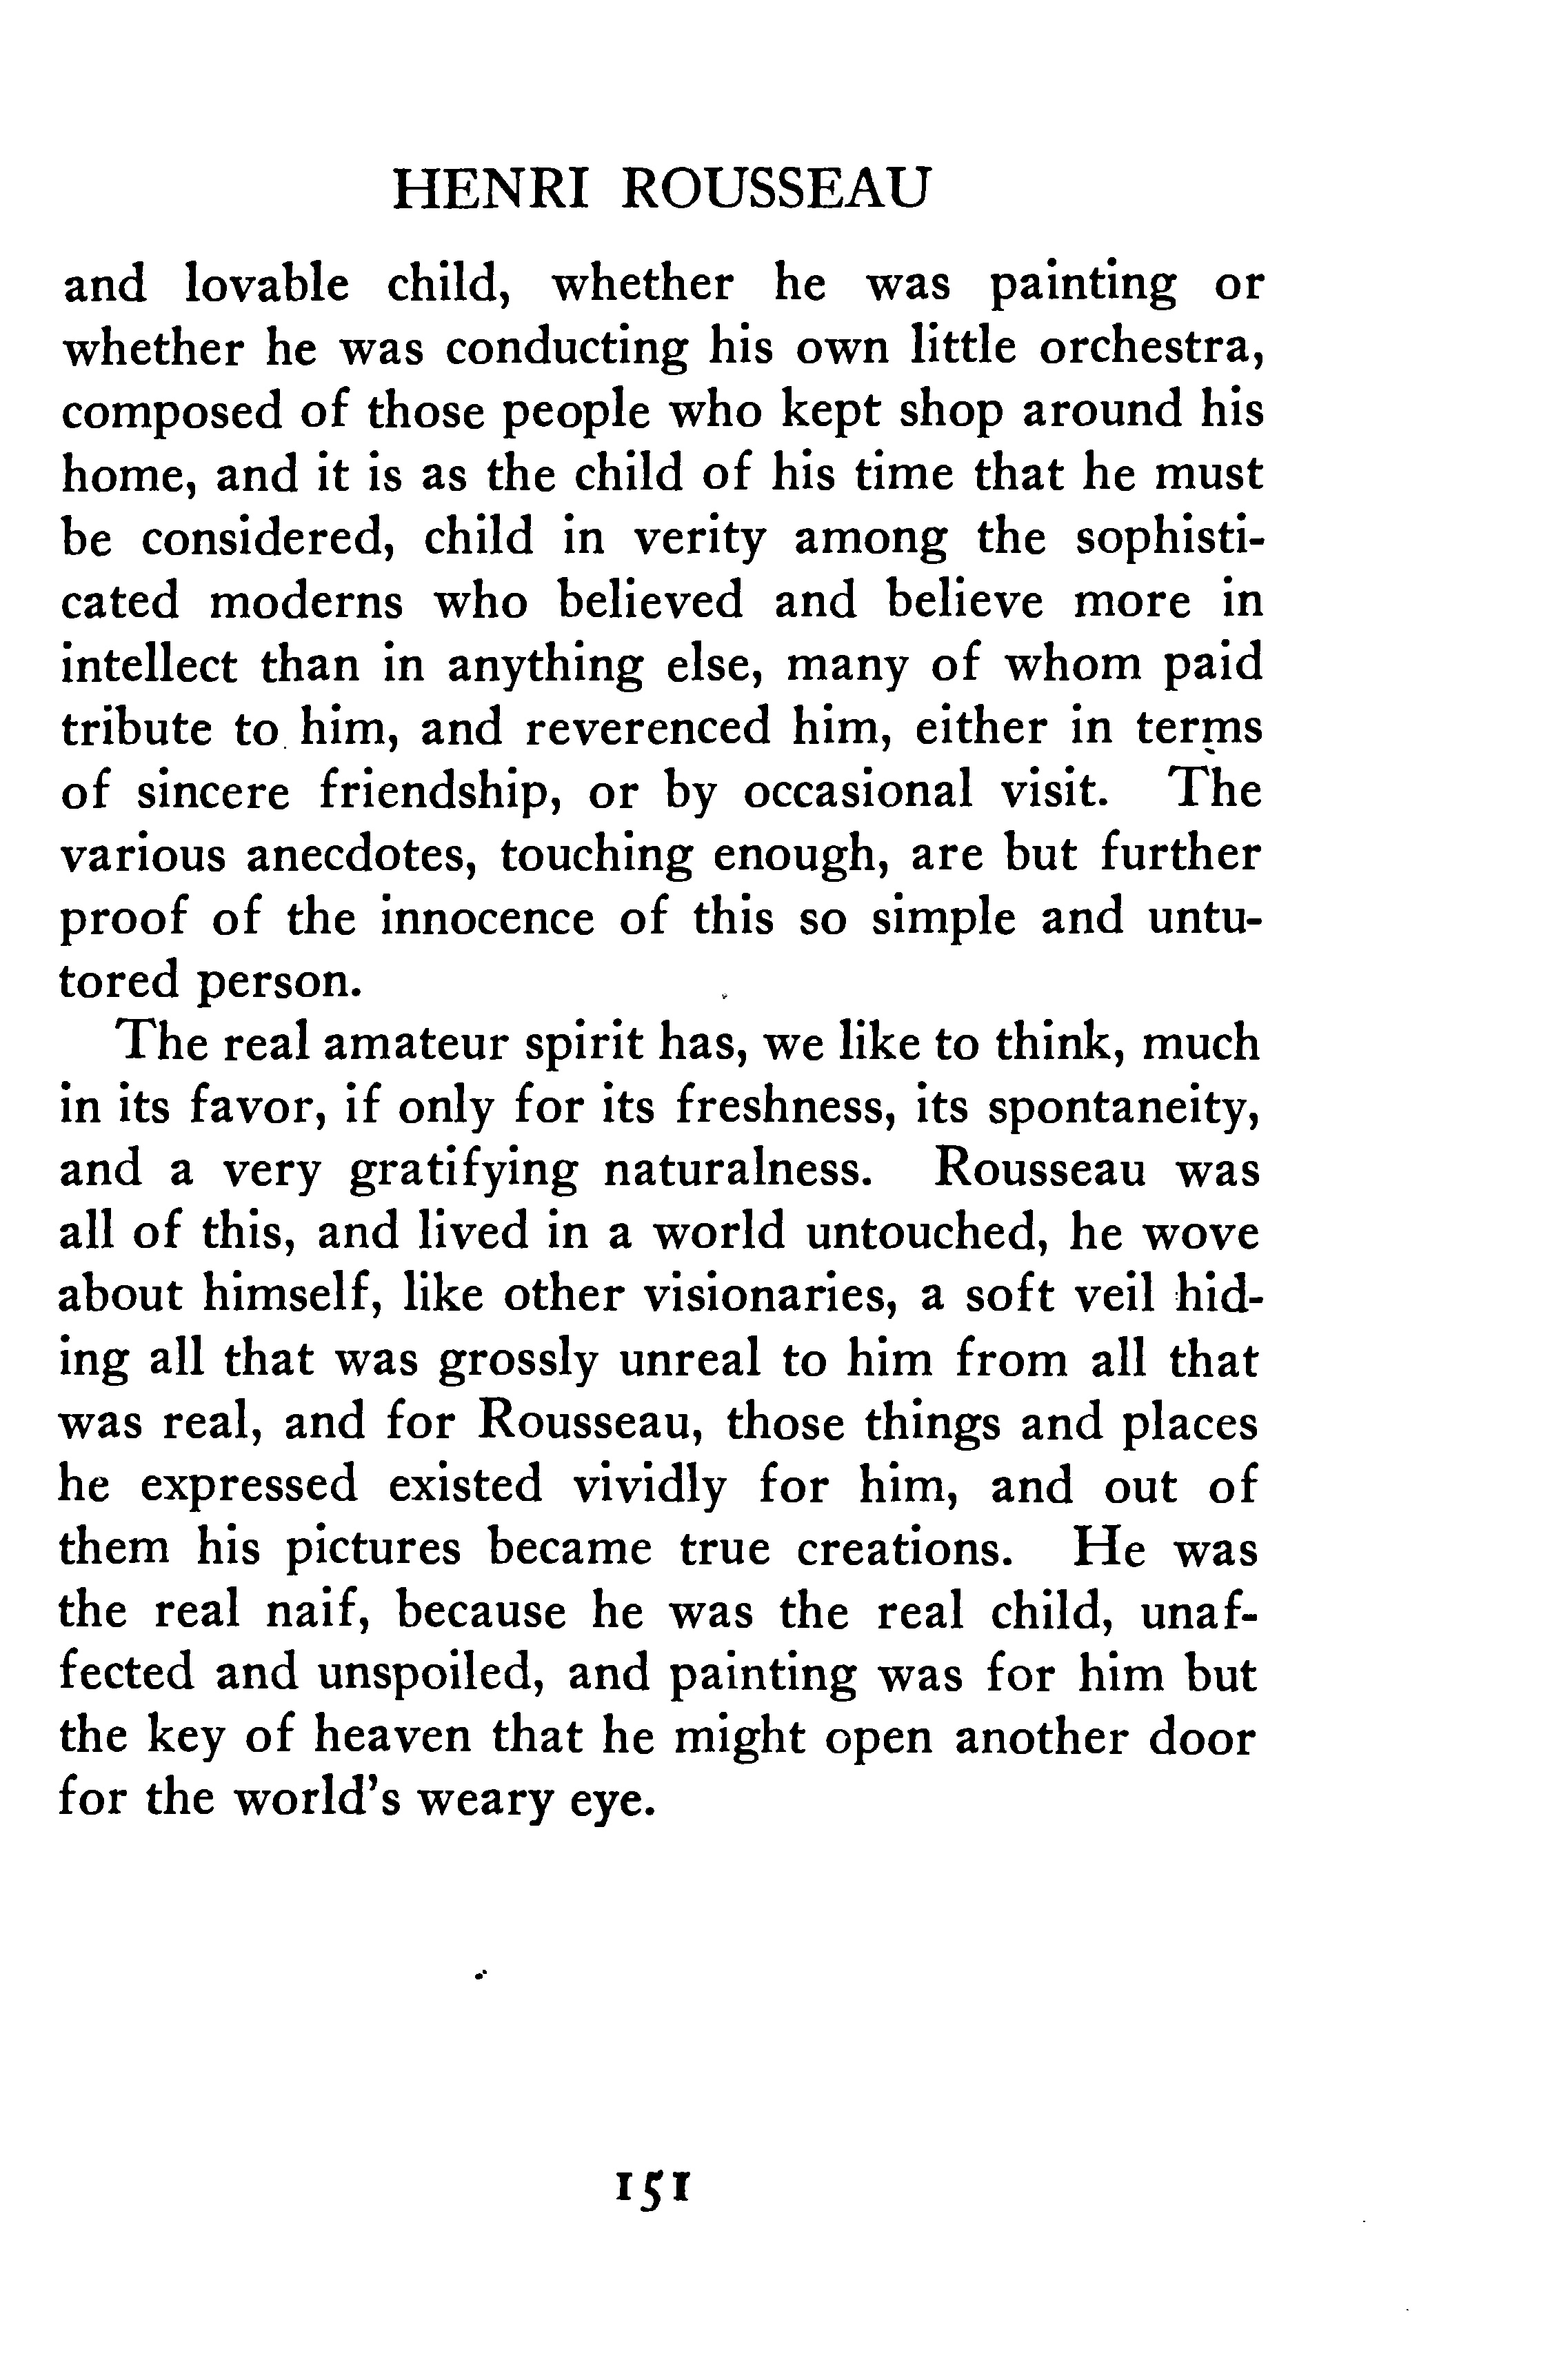 HENRI ROUSSEAU
and lovable child, whether he was painting or
whether he was conducting his own little orchestra,
composed of those people who kept shop around his
home, and it is as the child of his time that he must
be considered, child in verity among the sophisti-
cated moderns who believed and believe more in
intellect than in anything else, many of whom paid
tribute to him, and reverenced him, either in terms
of sincere friendship, or by occasional visit. The
various anecdotes, touching enough, are but further
proof of the innocence of this so simple and untu-
tored person.
The real amateur spirit has, we like to think, much
in its favor, if only for its freshness, its spontaneity,
and a very gratifying naturalness. Rousseau was
all of this, and lived in a world untouched, he wove
about himself, like other visionaries, a soft veil hid-
ing all that was grossly unreal to him from all that
was real, and for Rousseau, those things and places
he expressed existed vividly for him, and out of
them his pictures became true creations. He was
the real naif, because he was the real child, unaf-
fected and unspoiled, and painting was for him but
the key of heaven that he might open another door
for the world's weary eye.
151